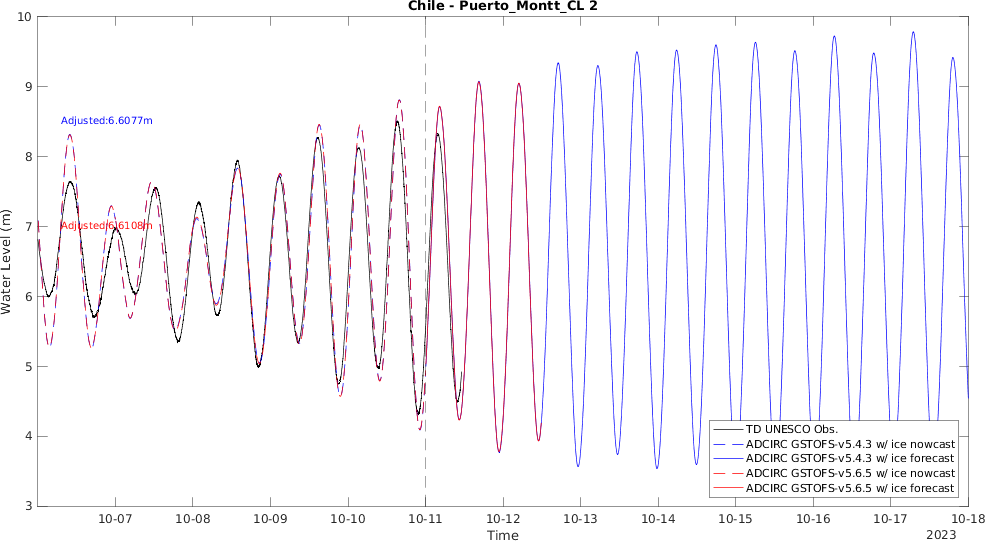 Chile - Puerto_Montt_CL 2
10
9
8
7
6
5
4
3
Water Level (m)
Adjusted:6.6077m
Adjusted:6.6108m
TD UNESCO Obs.
ADCIRC GSTOFS-v5.4.3 w/ ice nowcast
ADCIRC GSTOFS-v5.4.3 w/ ice forecast
ADCIRC GSTOFS-v5.6.5 w/ ice nowcast
ADCIRC GSTOFS-v5.6.5 w/ ice forecast
10-07 10-08 10-09 10-10 10-11 10-12 10-13 10-14 10-15 10-16 10-17 10-18
Time
2023